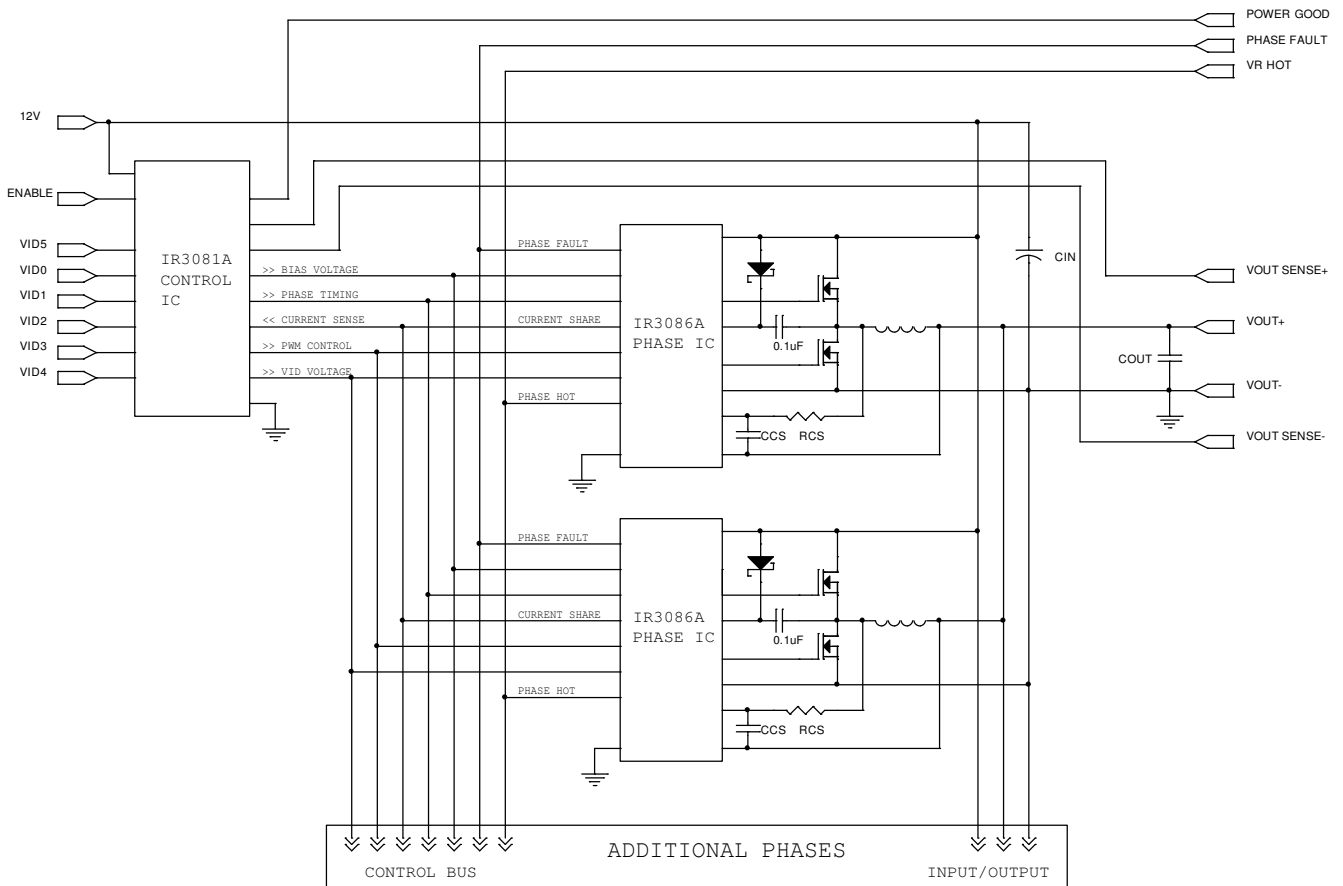 POWER GOOD
PHASE FAULT
VR HOT
12V
ENABLE
VID5
VID0
VID1
VID2
VID3
VID4
IR3081A
CONTROL
IC
>> BIAS VOLTAGE
>> PHASE TIMING
<< CURRENT SENSE
>> PWM CONTROL
>> VID VOLTAGE
PHASE FAULT
CURRENT SHARE
PHASE HOT
IR3086A
PHASE IC
0.1uF
CCS
RCS
CIN
COUT
VOUT SENSE+
VOUT+
VOUT-
VOUT SENSE-
PHASE FAULT
CURRENT SHARE
PHASE HOT
IR3086A
PHASE IC
0.1uF
CCS
RCS
ADDITIONAL PHASES
CONTROL BUS
INPUT/OUTPUT